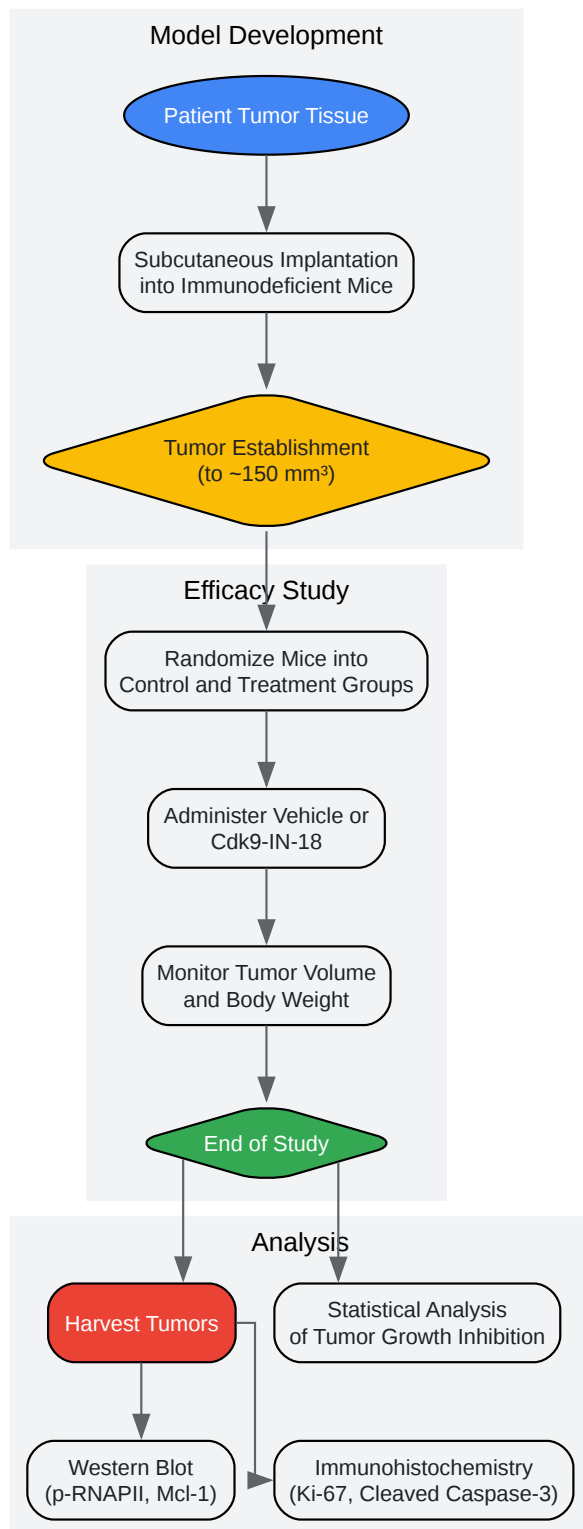 Model Development
Patient Tumor Tissue
Subcutaneous Implantation
into Immunodeficient Mice
Tumor Establishment
(to ~150 mm³)
Efficacy Study
Randomize Mice into
Control and Treatment Groups
Administer Vehicle or
Cdk9-IN-18
Monitor Tumor Volume
and Body Weight
End of Study
Analysis
Harvest Tumors
Statistical Analysis
of Tumor Growth Inhibition
Western Blot
(p-RNAPII, Mcl-1)
Immunohistochemistry
(Ki-67, Cleaved Caspase-3)